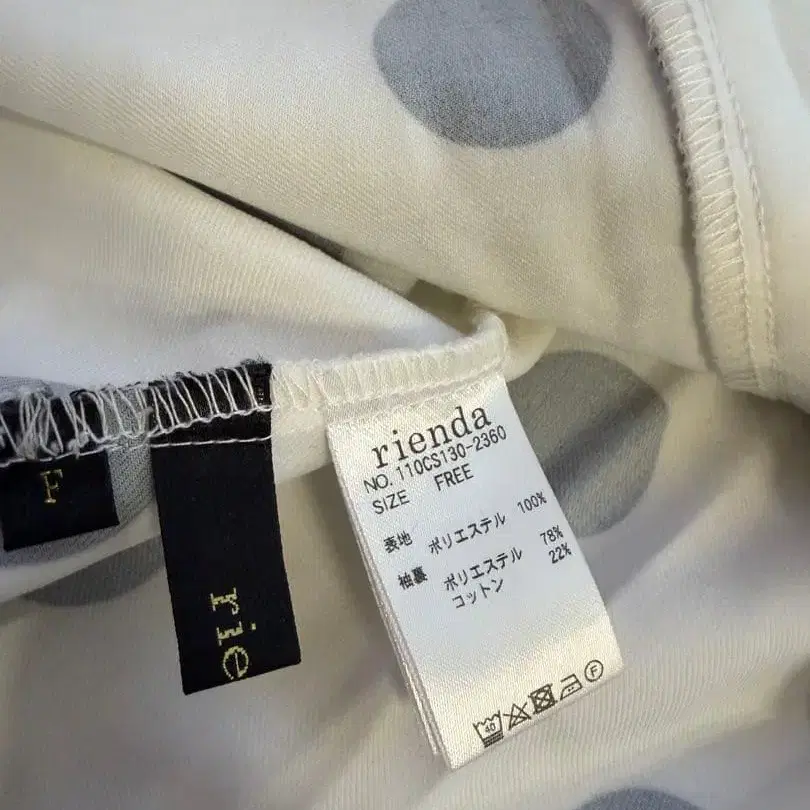 F
rie
rienda
NO. 110CS130-2360
SIZE FREE
表地 ポリエステル 100%
袖裏 ポリエステル 78%
コットン 22%
40
F